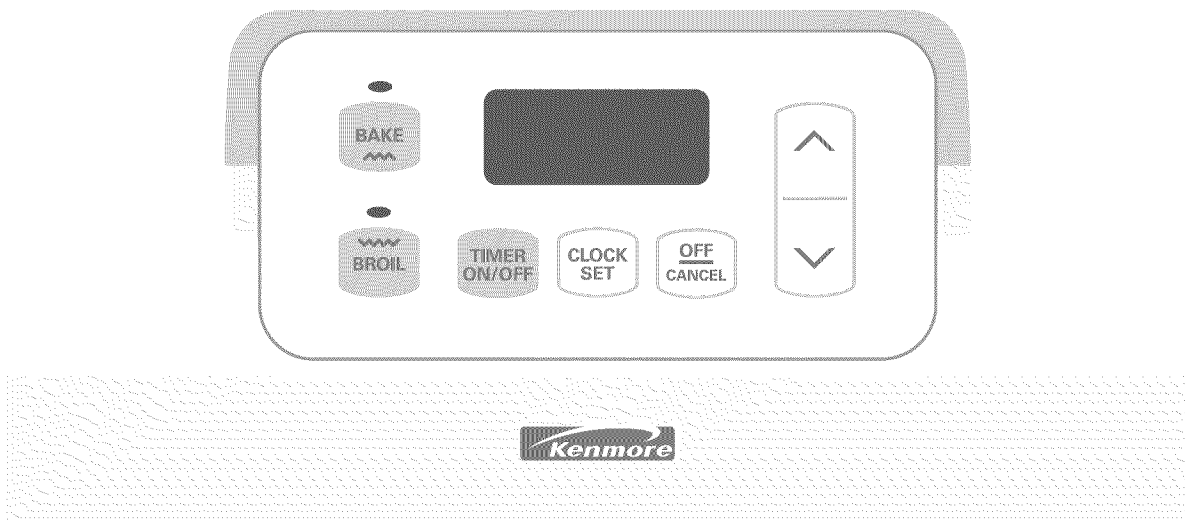 BAKE
BROIL
TIMER
ON/OFF
CLOCK
SET
OFF
CANCEL
Kenmore